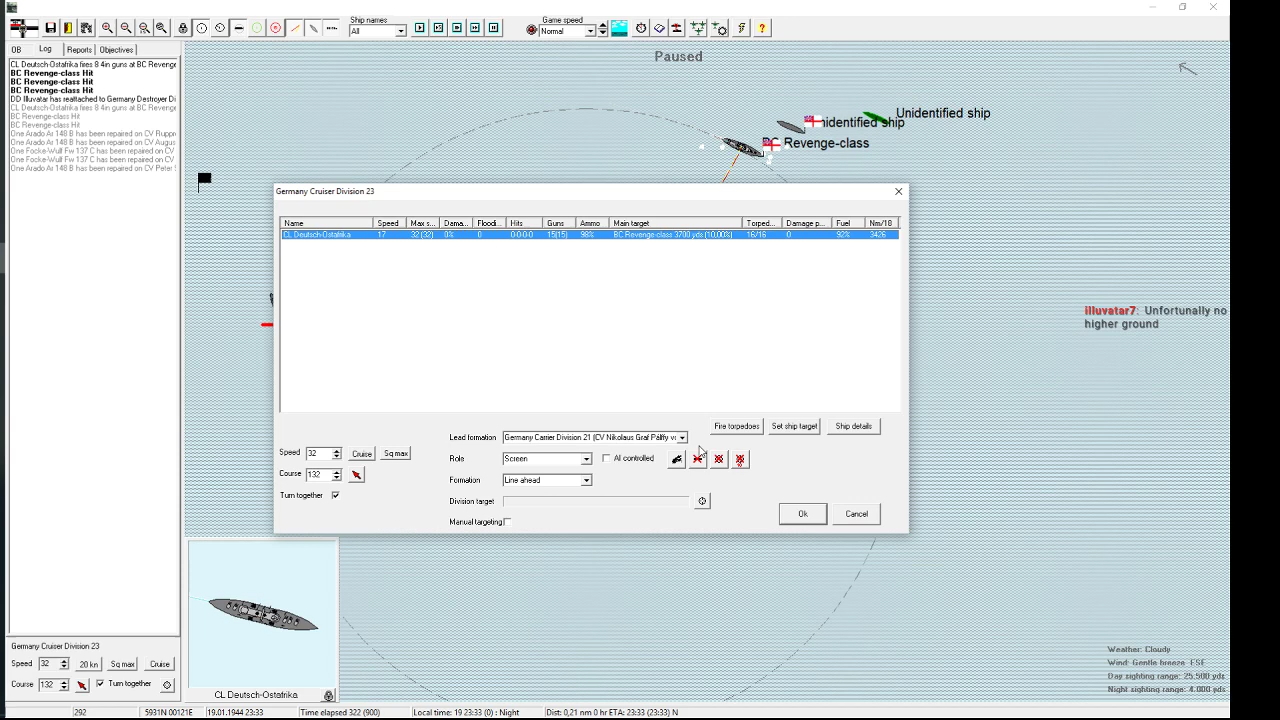 Ship names
All
Game speed
Normal
OB Log Reports Objectives
CL Deutsch-Ostafrika fires 8 4in guns at BC Revenge
BC Revenge-class Hit
BC Revenge-class Hit
BC Revenge-class Hit
DD Illuvatar has reattached to Germany Destroyer Di
CL Deutsch-Ostafrika fires 8 4in guns at BC Revenge
BC Revenge-class Hit
BC Revenge-class Hit
One Arado Ar 148 B has been repaired on CV Ruppre
One Arado Ar 148 B has been repaired on CV Augus
One Focke-Wulf Fw 137 C has been repaired on CV
One Focke-Wulf Fw 137 C has been repaired on CV
One Arado Ar 148 B has been repaired on CV Peter
Paused
Unidentified ship
nidentified ship
BC Revenge-class
Germany Cruiser Division 23
Name Speed Max s... Dama... Floodi... Hits Guns Ammo Main target Torped... Damage p... Fuel Nm/18
CL Deutsch-Ostafrika 17 32 (32) 0% 0 0-0-0-0 15(15) 98% BC Revenge-class 3700 yds (10,00%) 16/16 0 92% 3426
illuvatar7: Unfortunally no
higher ground
Fire torpedoes Set ship target Ship details
Lead formation Germany Carrier Division 21 (CV Nikolaus Graf Pálffy v
Speed 32 Cruise Sq max
Role Screen AI controlled
Course 132
Formation Line ahead
Turn together
Division target
Manual targeting
Ok Cancel
CL Deutsch-Ostafrika
Germany Cruiser Division 23
Speed 32 20 kn Sq max Cruise
Course 132 Turn together
Weather: Cloudy
Wind: Gentle breeze ESE
Day sighting range: 25.500 yds
Night sighting range: 4.000 yds
292 5931N 00121E 19.01.1944 23:33 Time elapsed 322 (900) Local time: 19 23:33 (0) : Night Dist: 0,21 nm 0 hr ETA: 23:33 (23:33) N